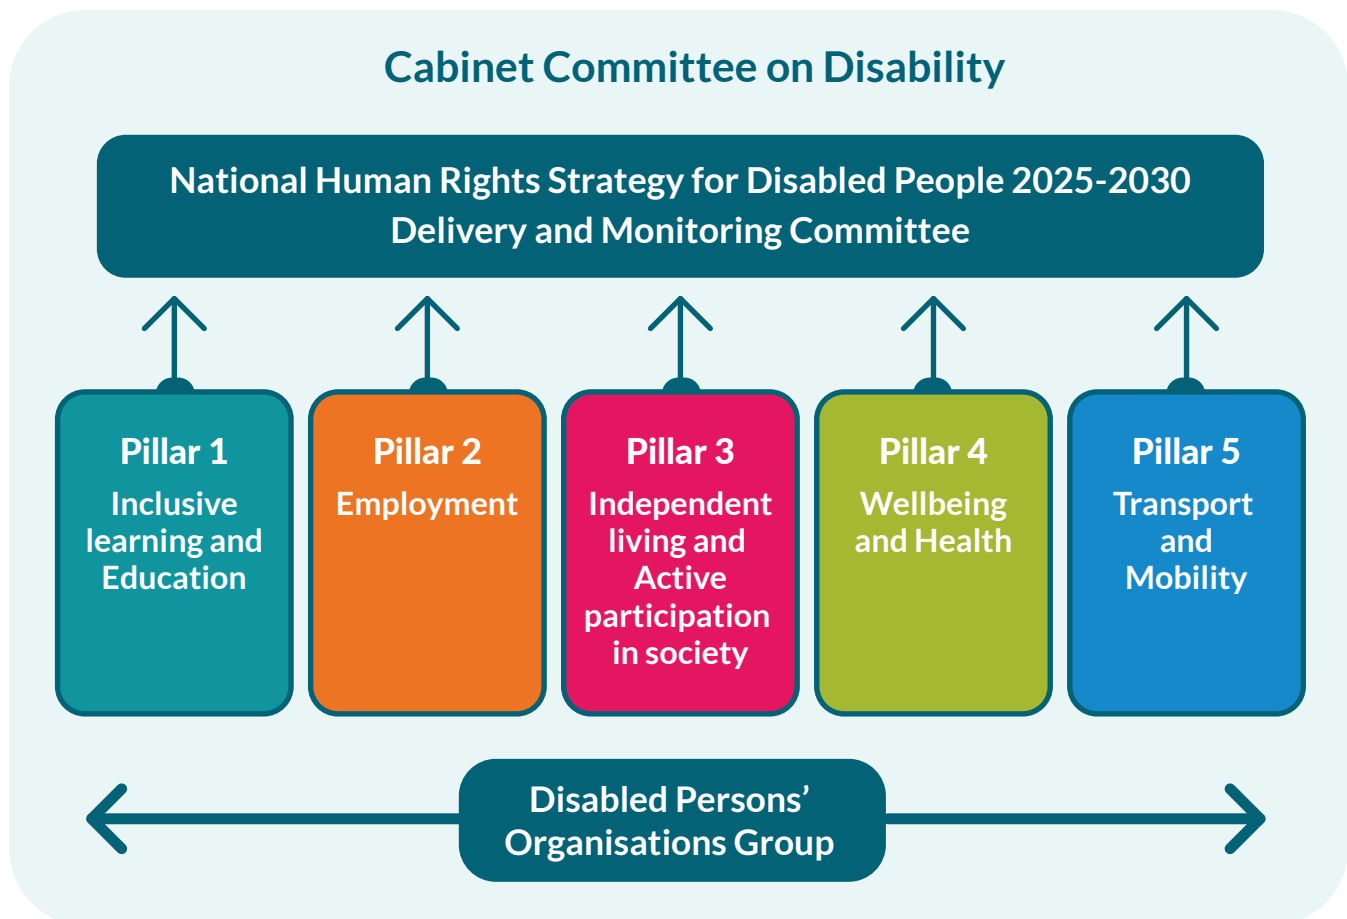 Cabinet Committee on Disability
National Human Rights Strategy for Disabled People 2025-2030
Delivery and Monitoring Committee
Pillar 1
Inclusive
learning and
Education
Pillar 2
Employment
Pillar 3
Independent
living and
Active
participation
in society
Pillar 4
Wellbeing
and Health
Pillar 5
Transport
and
Mobility
Disabled Persons’
Organisations Group